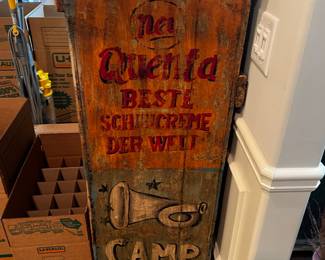 na
Quenta
BESTE
SCHUHCREME
DER WELT
CAMP